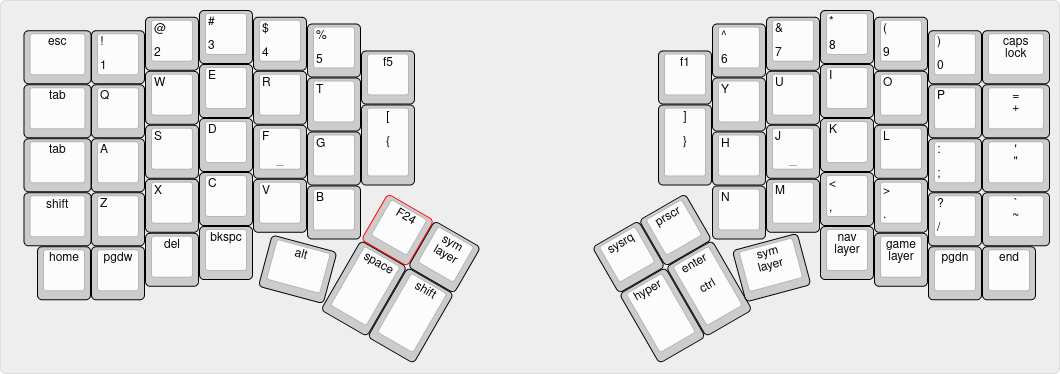 esc
!
1
@
2
#
3
$
4
%
5
f5
f1
^
6
&
7
*
8
(
9
)
0
caps
lock
tab
Q
W
E
R
T
[
{
]
}
Y
U
I
O
P
=
+
tab
A
S
D
F
_
G
H
J
_
K
L
:
;
'
"
shift
Z
X
C
V
B
N
M
<
,
>
.
?
/
`
~
home
pgdw
del
bkspc
alt
F24
sym
layer
space
shift
sysrq
prscr
hyper
enter
ctrl
sym
layer
nav
layer
game
layer
pgdn
end